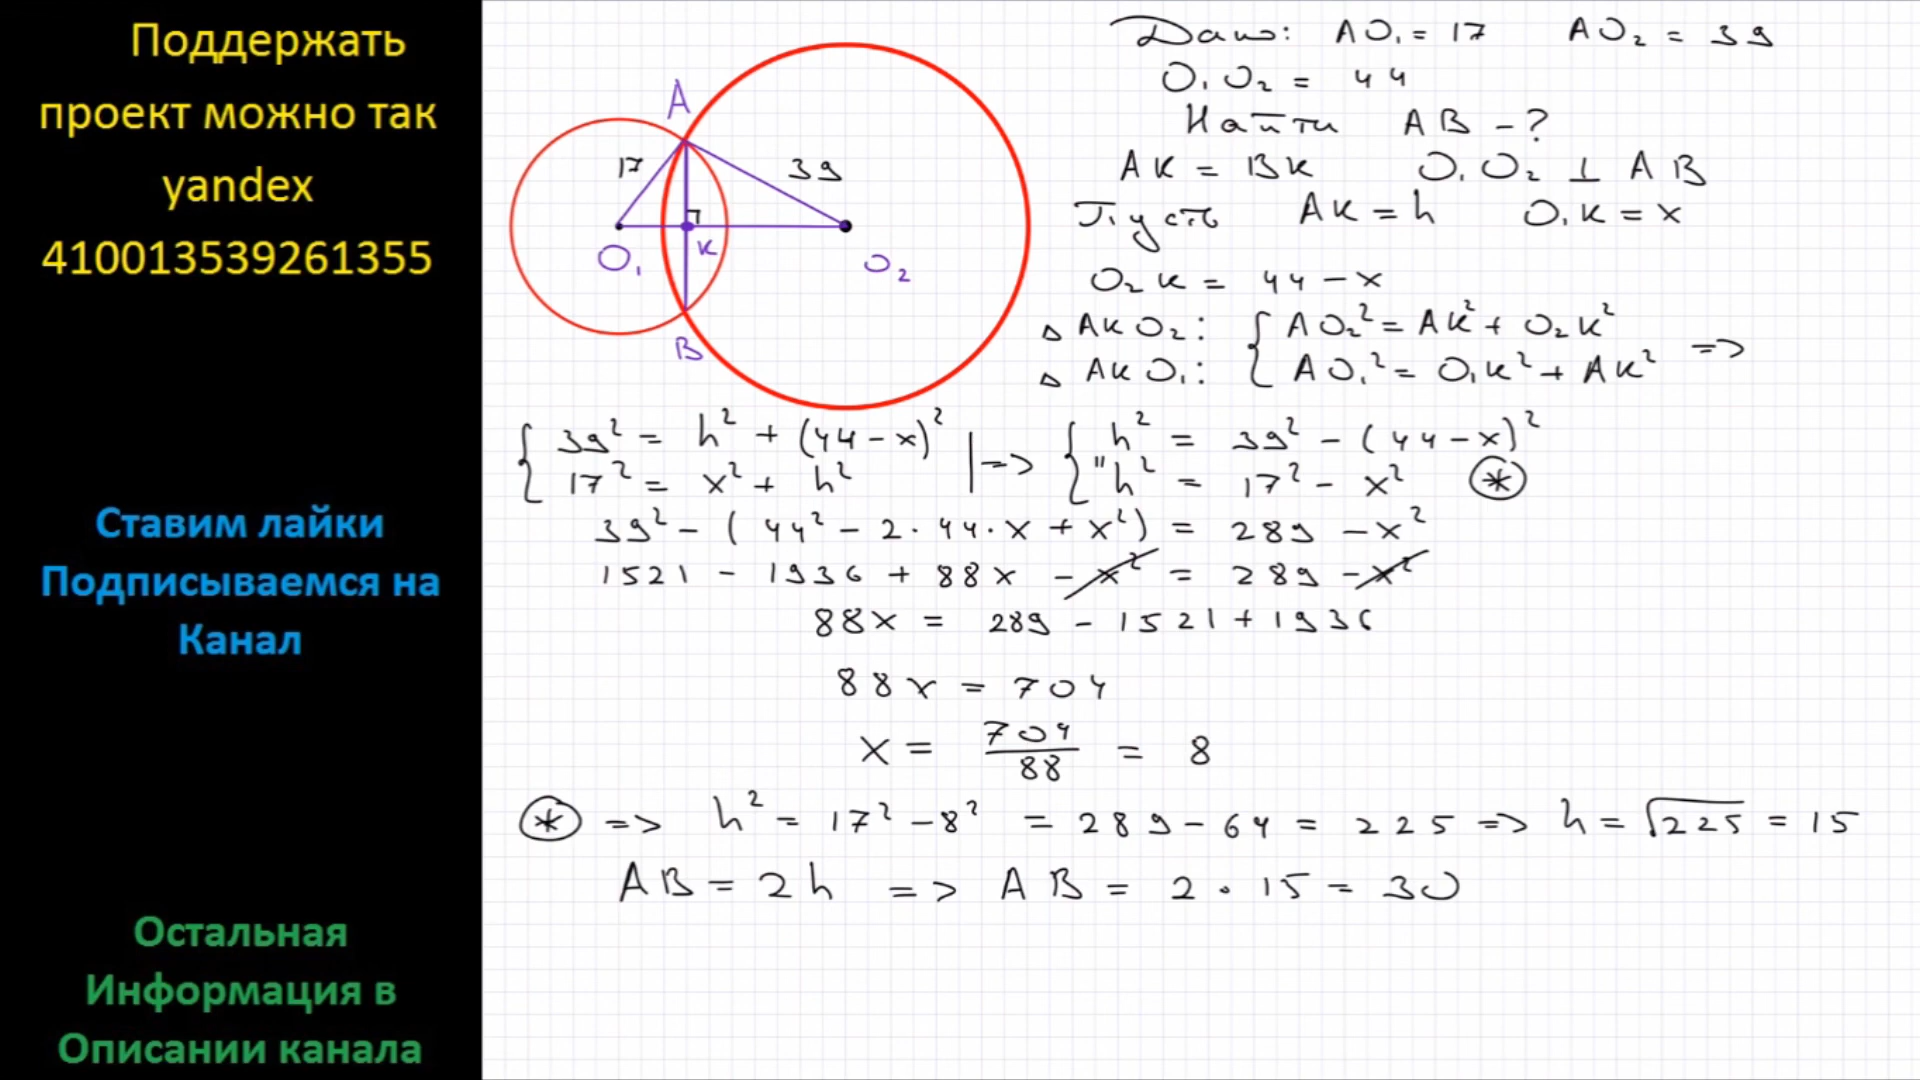 Поддержать
проект можно так
yandex
410013539261355
Ставим лайки
Подписываемся на
Канал
Остальная
Информация в
Описании канала
A
17
39
O₁
K
O₂
B
Дано: AO₁ = 17 AO₂ = 39
O₁O₂ = 44
Найти AB - ?
AK = BK O₁O₂ ⊥ AB
Пусть AK = h O₁K = x
O₂K = 44 - x
△ AKO₂: { AO₂² = AK² + O₂K²
△ AKO₁: { AO₁² = O₁K² + AK² =>
{ 39² = h² + (44 - x)² | => { h² = 39² - (44 - x)²
{ 17² = x² + h² | => { "h² = 17² - x² (*)
39² - (44² - 2 · 44 · x + x²) = 289 - x²
1521 - 1936 + 88x - x² = 289 - x²
88x = 289 - 1521 + 1936
88x = 704
x = 704/88 = 8
(*) => h² = 17² - 8² = 289 - 64 = 225 => h = √225 = 15
AB = 2h => AB = 2 · 15 = 30